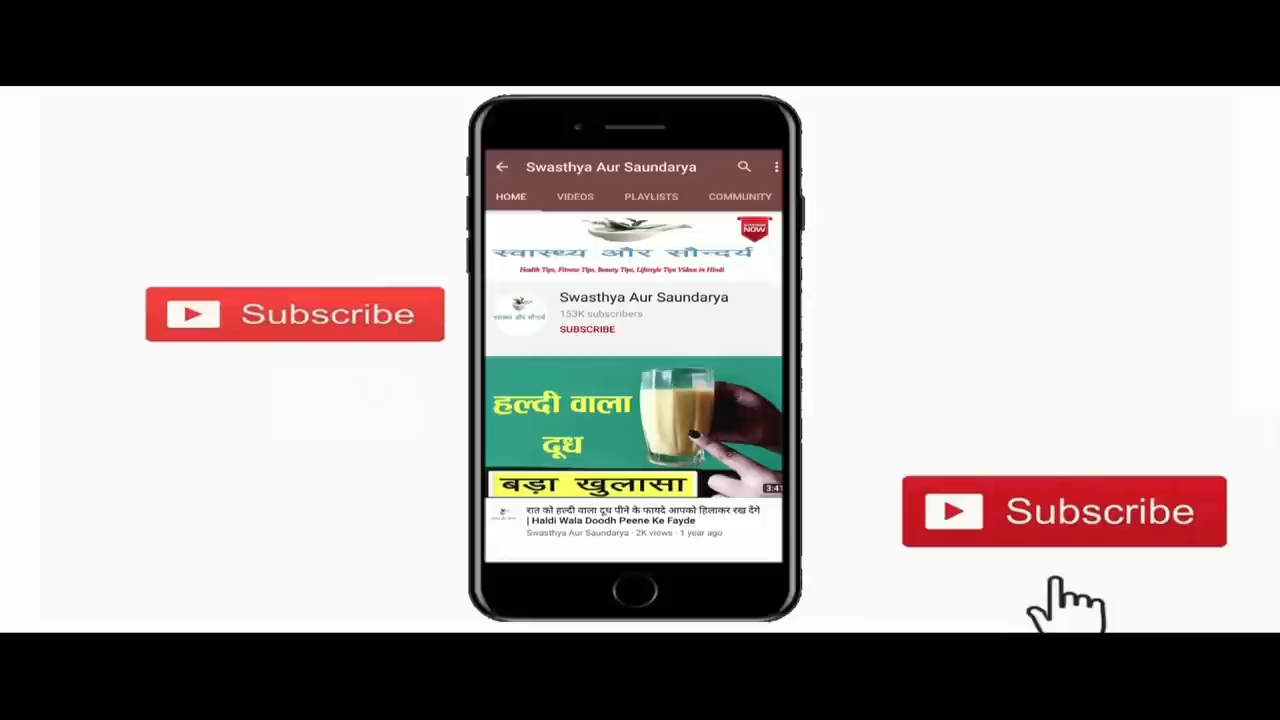 Swasthya Aur Saundarya
HOME VIDEOS PLAYLISTS COMMUNITY
NOW
स्वास्थ्य और सौन्दर्य
Health Tips, Fitness Tips, Beauty Tips, Lifestyle Tips Videos in Hindi
Swasthya Aur Saundarya
स्वास्थ्य और सौन्दर्य
153K subscribers
SUBSCRIBE
Subscribe
हल्दी वाला
दूध
बड़ा खुलासा
3:41
रात को हल्दी वाला दूध पीने के फायदे आपको हिलाकर रख देंगे
| Haldi Wala Doodh Peene Ke Fayde
Swasthya Aur Saundarya · 2K views · 1 year ago
Subscribe